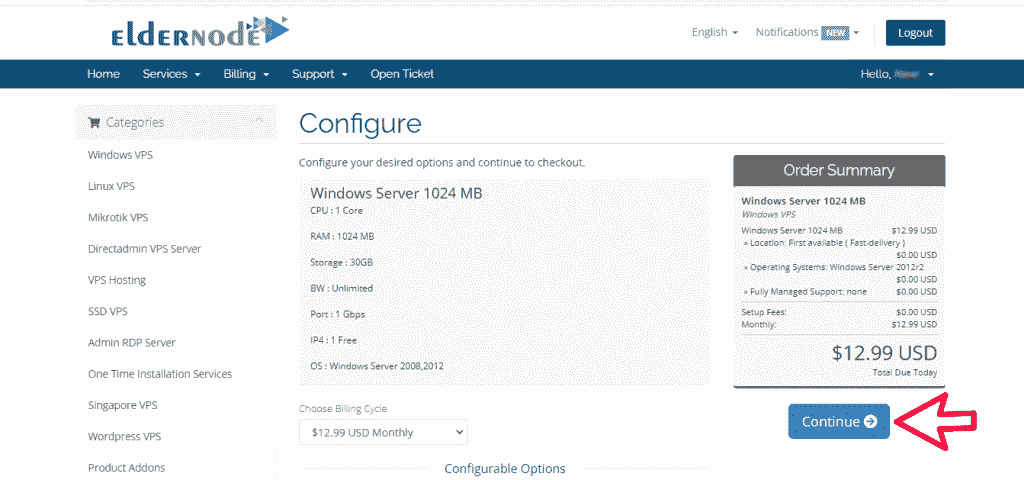 eldernode
English
Notifications NEW
Logout
Home Services Billing Support Open Ticket
Hello,
Categories
Windows VPS
Linux VPS
Mikrotik VPS
Directadmin VPS Server
VPS Hosting
SSD VPS
Admin RDP Server
One Time Installation Services
Singapore VPS
Wordpress VPS
Product Addons
Configure
Configure your desired options and continue to checkout.
Windows Server 1024 MB
CPU : 1 Core
RAM : 1024 MB
Storage : 30GB
BW : Unlimited
Port : 1 Gbps
IP4 : 1 Free
OS : Windows Server 2008,2012
Choose Billing Cycle
$12.99 USD Monthly
Configurable Options
Order Summary
Windows Server 1024 MB
Windows VPS
Windows Server 1024 MB $12.99 USD
» Location: First available ( Fast-delivery )
$0.00 USD
» Operating Systems: Windows Server 2012r2
$0.00 USD
» Fully Managed Support: none $0.00 USD
Setup Fees: $0.00 USD
Monthly: $12.99 USD
$12.99 USD
Total Due Today
Continue